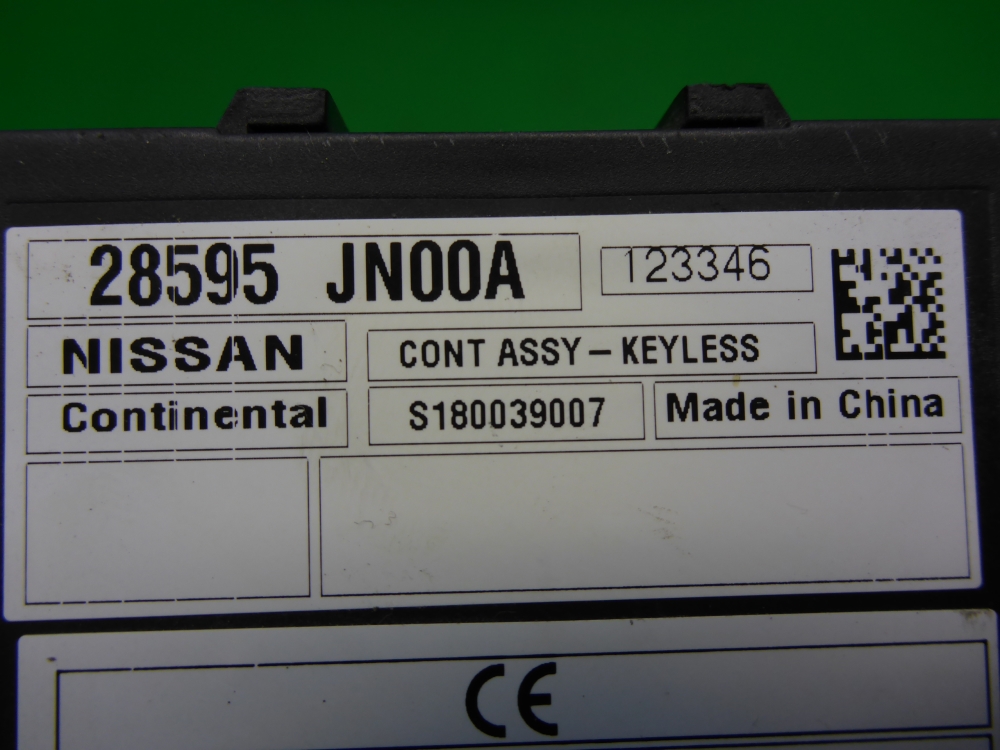 28595 JN00A 123346
NISSAN CONT ASSY-KEYLESS
Continental S180039007 Made in China
CE